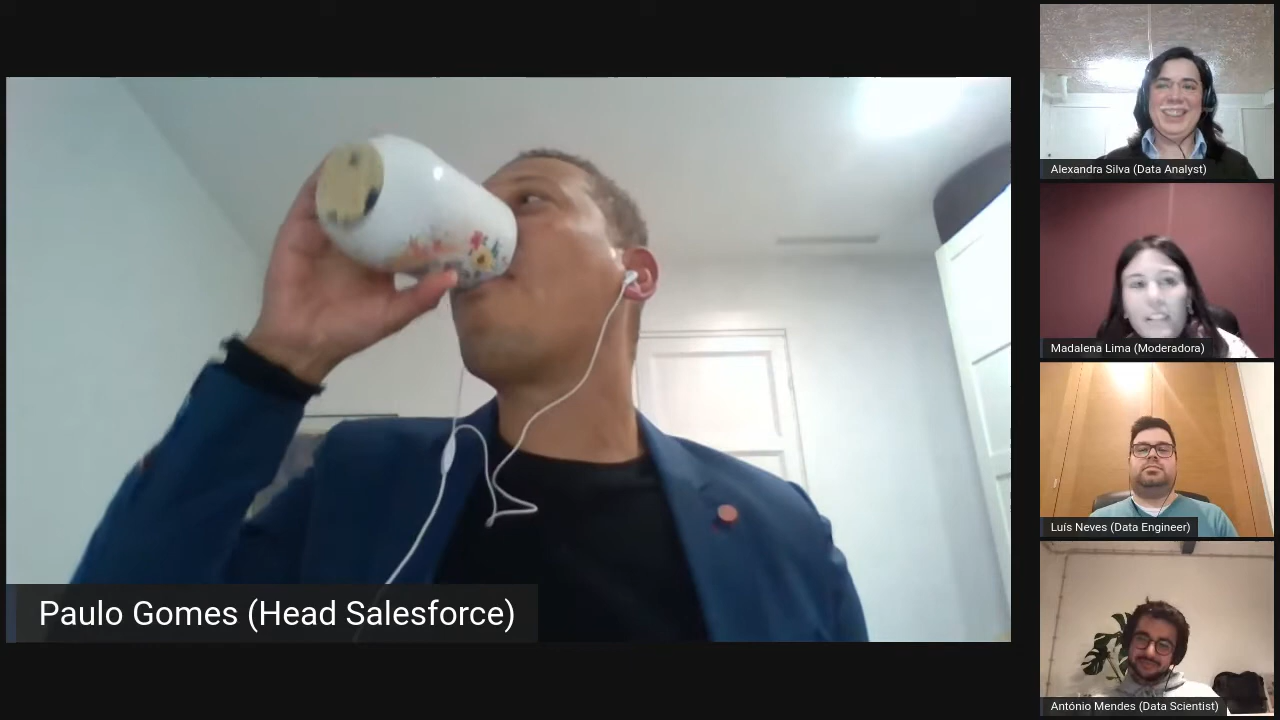 Paulo Gomes (Head Salesforce)
Alexandra Silva (Data Analyst)
Madalena Lima (Moderadora)
Luís Neves (Data Engineer)
António Mendes (Data Scientist)